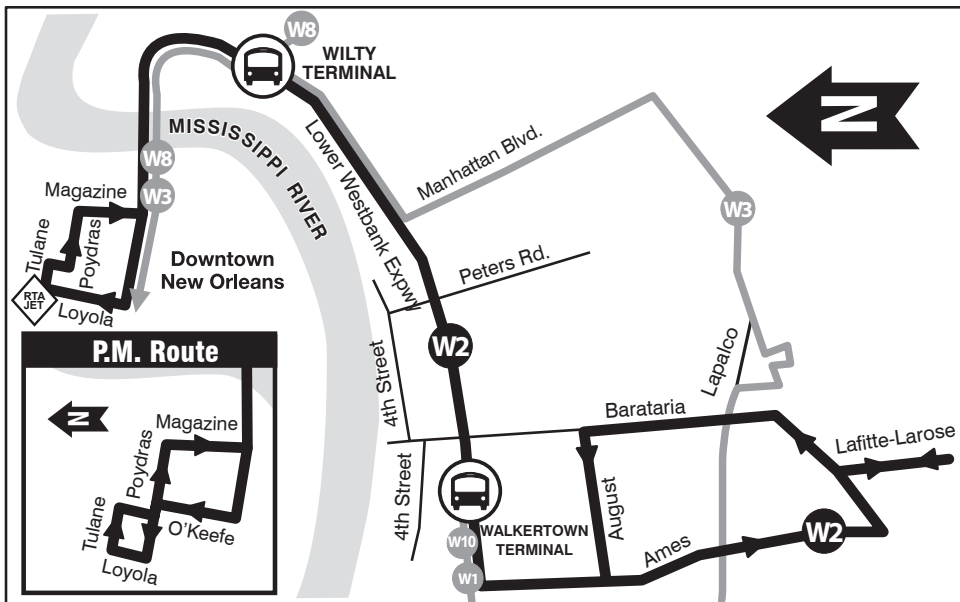 W8
WILTY
TERMINAL
N
MISSISSIPPI RIVER
Lower Westbank Expwy
Manhattan Blvd.
W8
W3
W3
Magazine
Tulane
Poydras
Downtown
New Orleans
RTA
JET
Loyola
Peters Rd.
W2
4th Street
Lapalco
P.M. Route
N
Magazine
Poydras
Tulane
O'Keefe
Loyola
Barataria
Lafitte-Larose
4th Street
August
WALKERTOWN
TERMINAL
W10
W1
Ames
W2